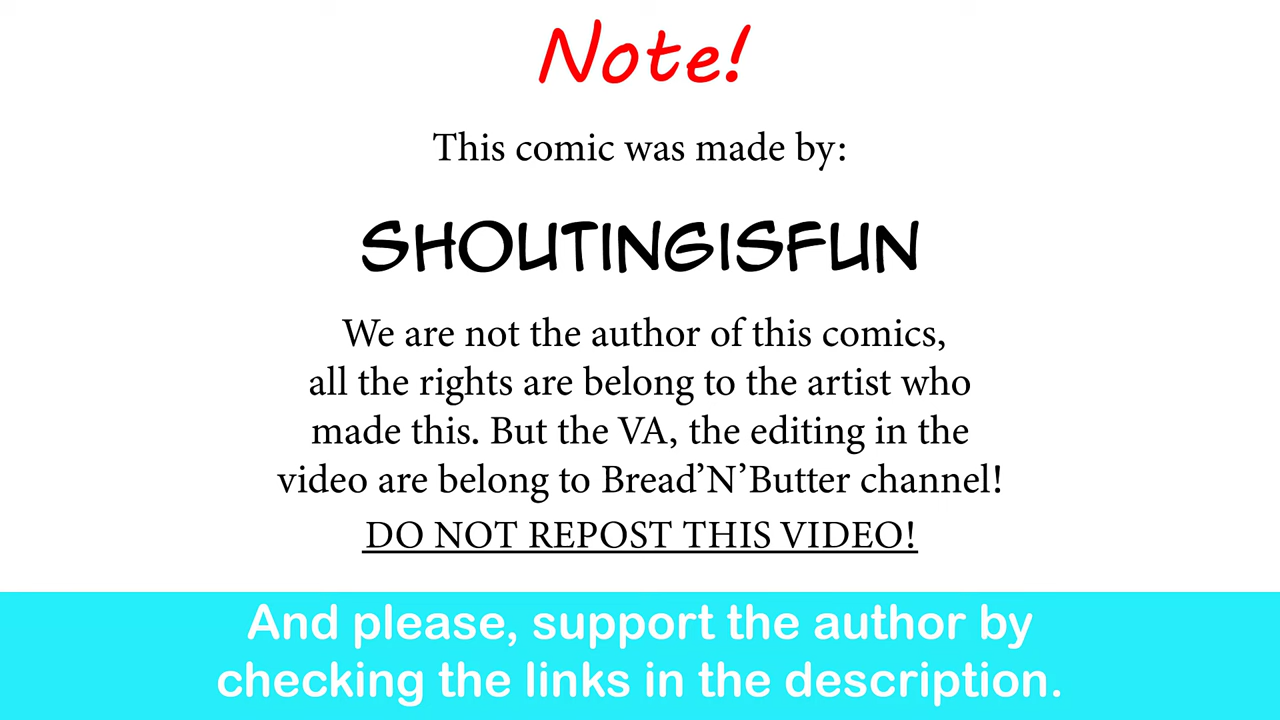 Note!
This comic was made by:
SHOUTINGISFUN
We are not the author of this comics,
all the rights are belong to the artist who
made this. But the VA, the editing in the
video are belong to Bread’N’Butter channel!
DO NOT REPOST THIS VIDEO!
And please, support the author by
checking the links in the description.